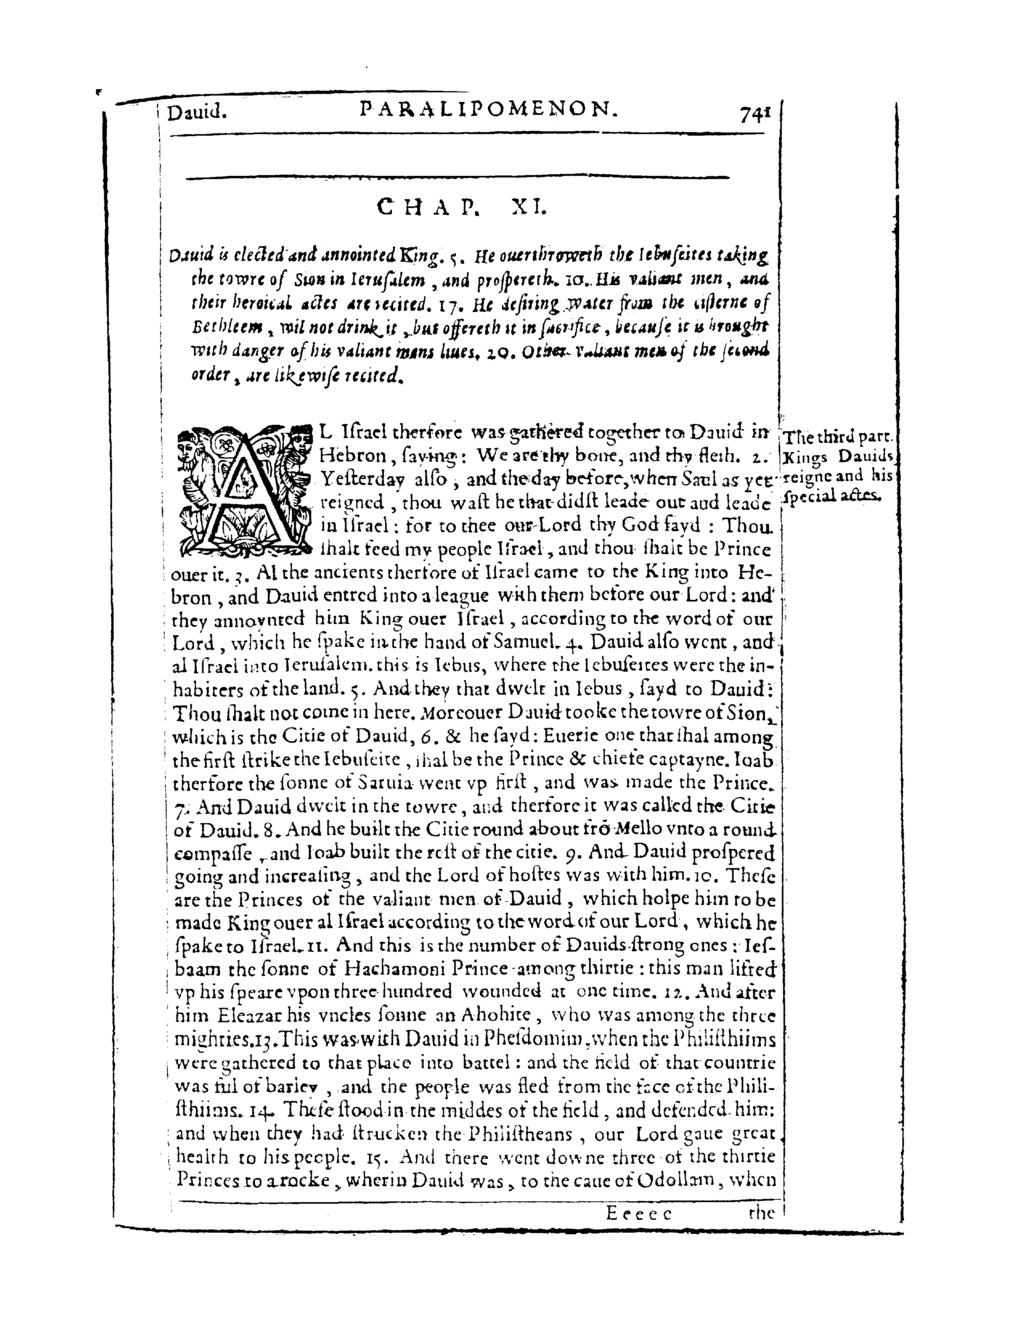 Dauid. PARALIPOMENON. 741
CHAP. XI.
Dauid is elected and annointed King. 5. He ouerthroweth the Iebuſeites taking
the towre of Sion in Ieruſalem, and proſpereth. 10. His valiant men, and
their heroical actes are recited. 17. He deſiring water from the ciſterne of
Bethleem, wil not drink it, but offereth it in ſacrifice, becauſe it is brought
with danger of his valiant mens liues. 20. Other valiant men of the ſecond
order, are likewiſe recited.
AL Iſrael therfore was gathered together to Dauid in
Hebron, ſaying: We are thy bone, and thy fleſh. 2.
Yeſterday alſo, and the day before, when Saul as yet
reigned, thou waſt he that didſt leade out and leade
in Iſrael: for to thee our Lord thy God ſayd: Thou
ſhalt feed my people Iſrael, and thou ſhalt be Prince
ouer it. 3. Al the ancients therfore of Iſrael came to the King into He-
bron, and Dauid entred into a league with them before our Lord: and
they annoynted him King ouer Iſrael, according to the word of our
Lord, which he ſpake in the hand of Samuel. 4. Dauid alſo went, and
al Iſrael into Ieruſalem. this is Iebus, where the Iebuſeites were the in-
habiters of the land. 5. And they that dwelt in Iebus, ſayd to Dauid:
Thou ſhalt not come in here. Moreouer Dauid tooke the towre of Sion,
which is the Citie of Dauid, 6. & he ſayd: Euerie one that ſhal among
the firſt ſtrike the Iebuſeite, ſhal be the Prince & chiefe captayne. Ioab
therfore the ſonne of Saruia went vp firſt, and was made the Prince.
7. And Dauid dwelt in the towre, and therfore it was called the Citie
of Dauid. 8. And he built the Citie round about frō Mello vnto a round
compaſſe, and Ioab built the reſt of the citie. 9. And Dauid proſpered
going and increaſing, and the Lord of hoſtes was with him. 10. Theſe
are the Princes of the valiant men of Dauid, which holpe him to be
made King ouer al Iſrael according to the word of our Lord, which he
ſpake to Iſrael. 11. And this is the number of Dauids ſtrong ones: Ieſ-
baam the ſonne of Hachamoni Prince among thirtie: this man lifted
vp his ſpeare vpon three hundred wounded at one time. 12. And after
him Eleazar his vncles ſonne an Ahohite, who was among the three
mighties. 13. This was with Dauid in Pheſdomim, when the Philiſthiims
were gathered to that place into battel: and the field of that countrie
was ful of barley, and the people was fled from the face of the Phili-
ſthiims. 14. Theſe ſtood in the middes of the field, and defended him:
and when they had ſtrucken the Philiſtheans, our Lord gaue great
health to his people. 15. And there went downe three of the thirtie
Princes to a rocke, wherin Dauid was, to the caue of Odollam, when
Eeeee the
The third part.
Kings Dauids
reigne and his
ſpecial actes.